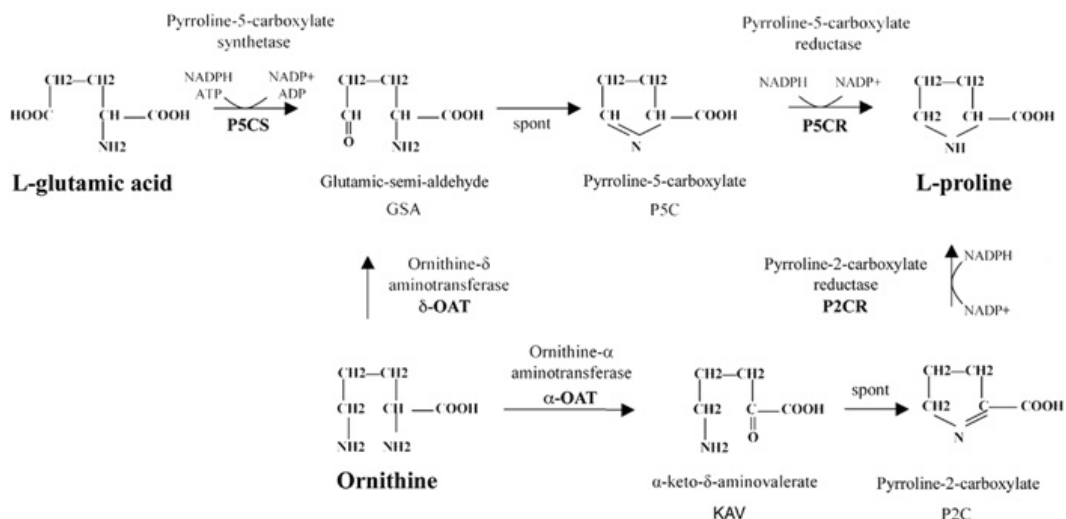 Pyrroline-5-carboxylate
synthetase
Pyrroline-5-carboxylate
reductase
CH2—CH2
NADPH
ATP
NADP+
ADP
HOOC
CH
—COOH
NH2
P5CS
CH2—CH2
CH
CH
—COOH
O
NH2
spont
CH2—CH2
CH
CH
—COOH
N
NADPH
NADP+
P5CR
CH2—CH2
CH2
CH
—COOH
NH
L-glutamic acid
Glutamic-semi-aldehyde
GSA
Pyrroline-5-carboxylate
P5C
L-proline
Ornithine-δ
aminotransferase
δ-OAT
Pyrroline-2-carboxylate
reductase
P2CR
NADPH
NADP+
CH2—CH2
CH2
CH
—COOH
NH2
NH2
Ornithine-α
aminotransferase
α-OAT
CH2—CH2
CH2
C
—COOH
NH2
O
spont
CH2—CH2
CH2
C
—COOH
N
Ornithine
α-keto-δ-aminovalerate
KAV
Pyrroline-2-carboxylate
P2C